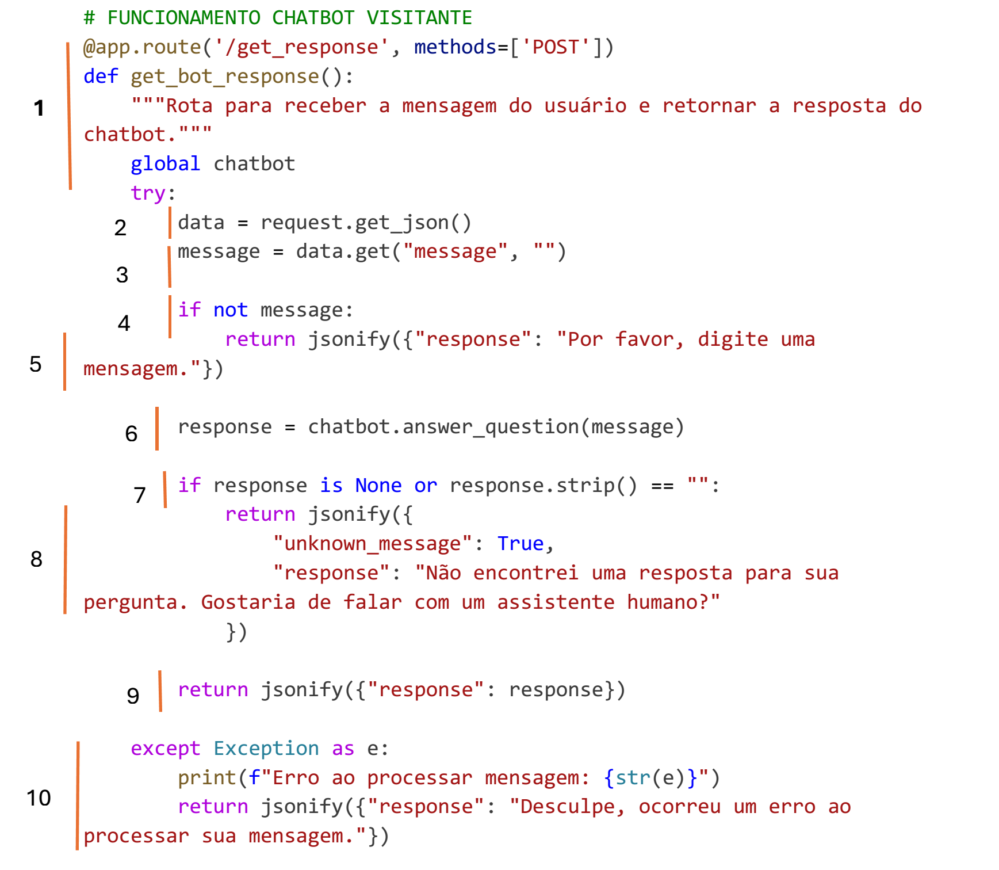 # FUNCIONAMENTO CHATBOT VISITANTE
@app.route('/get_response', methods=['POST'])
def get_bot_response():
1
    """Rota para receber a mensagem do usuário e retornar a resposta do
chatbot."""
    global chatbot
    try:
2
        data = request.get_json()
        message = data.get("message", "")
3
        if not message:
4
            return jsonify({"response": "Por favor, digite uma
5
mensagem."})
6
        response = chatbot.answer_question(message)
7
        if response is None or response.strip() == "":
            return jsonify({
                "unknown_message": True,
8
                "response": "Não encontrei uma resposta para sua
pergunta. Gostaria de falar com um assistente humano?"
            })
9
        return jsonify({"response": response})
    except Exception as e:
        print(f"Erro ao processar mensagem: {str(e)}")
10
        return jsonify({"response": "Desculpe, ocorreu um erro ao
processar sua mensagem."})